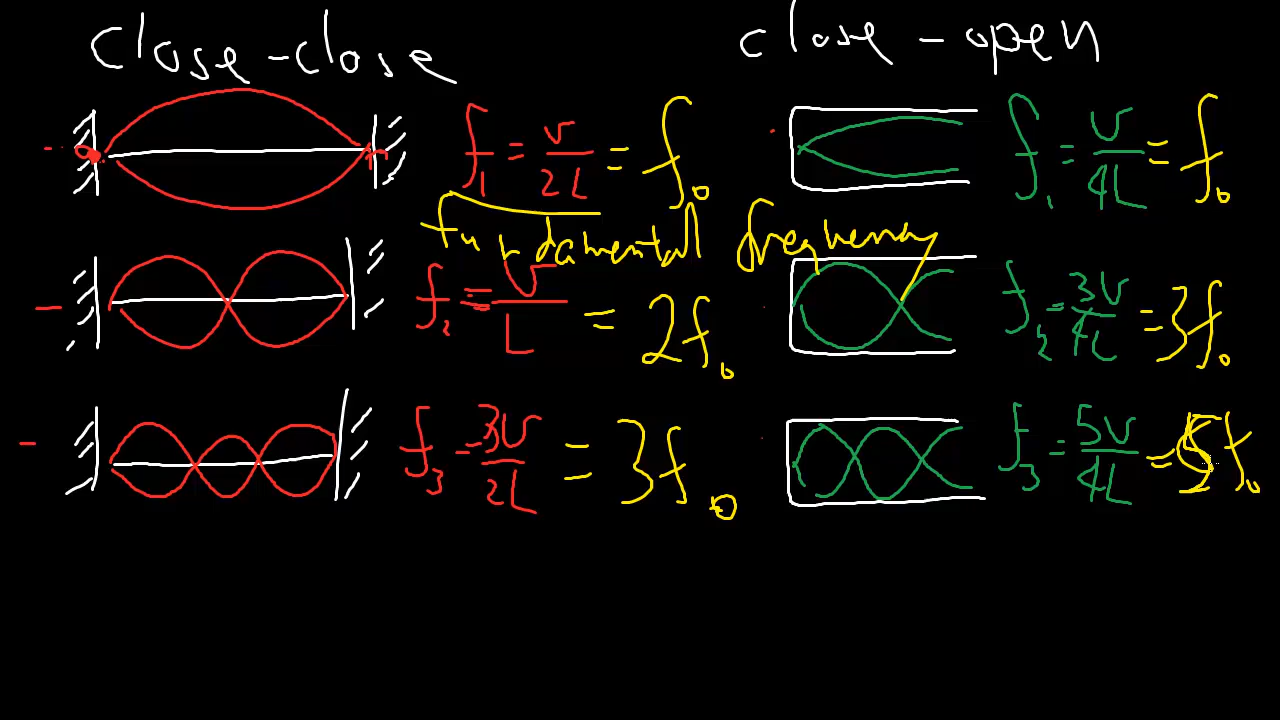 close-close close-open
f₁ = v/2L = f₀ f₁ = v/4L = f₀
fundamental frequency
f₂ = v/L = 2f₀ f₂ = 3v/4L = 3f₀
f₃ = 3v/2L = 3f₀ f₃ = 5v/4L = 5f₀